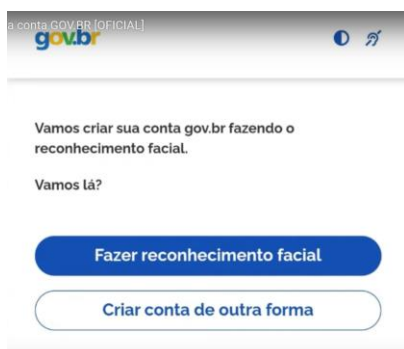 a conta GOV.BR [OFICIAL]
gov.br
Vamos criar sua conta gov.br fazendo o
reconhecimento facial.
Vamos lá?
Fazer reconhecimento facial
Criar conta de outra forma